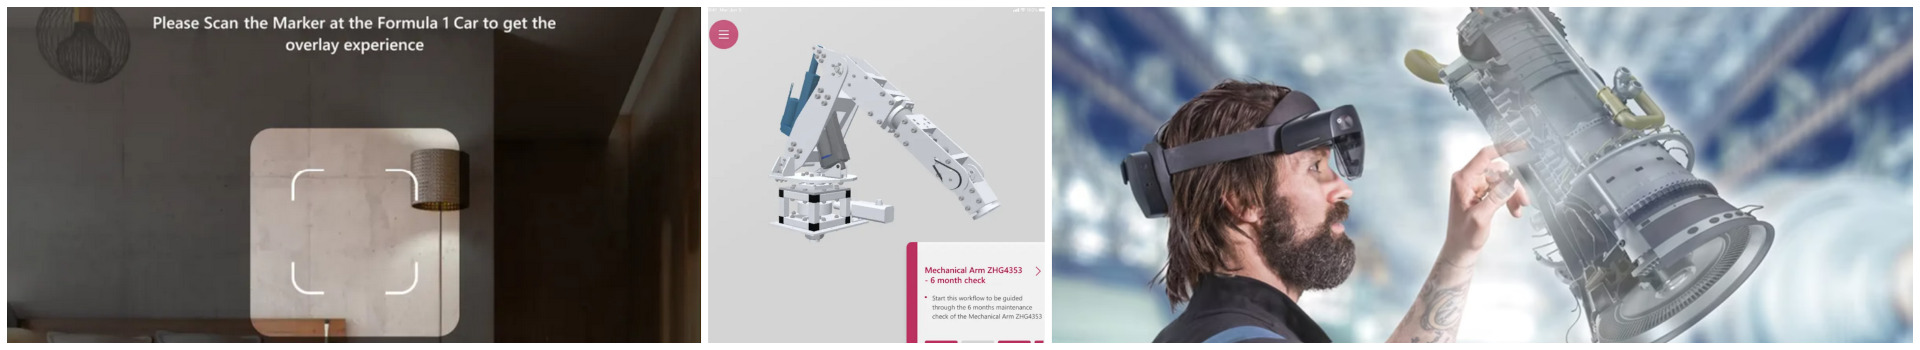 Please Scan the Marker at the Formula 1 Car to get the
overlay experience
Mechanical Arm ZHG4353
- 6 month check
• Start this workflow to be guided
through the 6 months maintenance
check of the Mechanical Arm ZHG4353